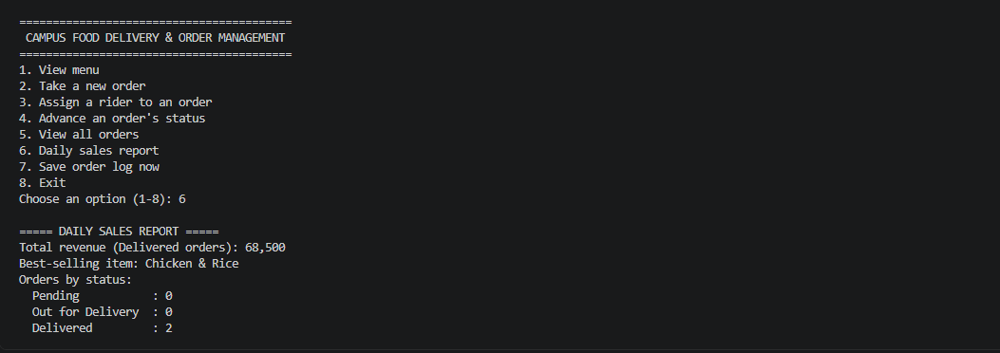 =========================================
CAMPUS FOOD DELIVERY & ORDER MANAGEMENT
=========================================
1. View menu
2. Take a new order
3. Assign a rider to an order
4. Advance an order's status
5. View all orders
6. Daily sales report
7. Save order log now
8. Exit
Choose an option (1-8): 6
===== DAILY SALES REPORT =====
Total revenue (Delivered orders): 68,500
Best-selling item: Chicken & Rice
Orders by status:
Pending : 0
Out for Delivery : 0
Delivered : 2